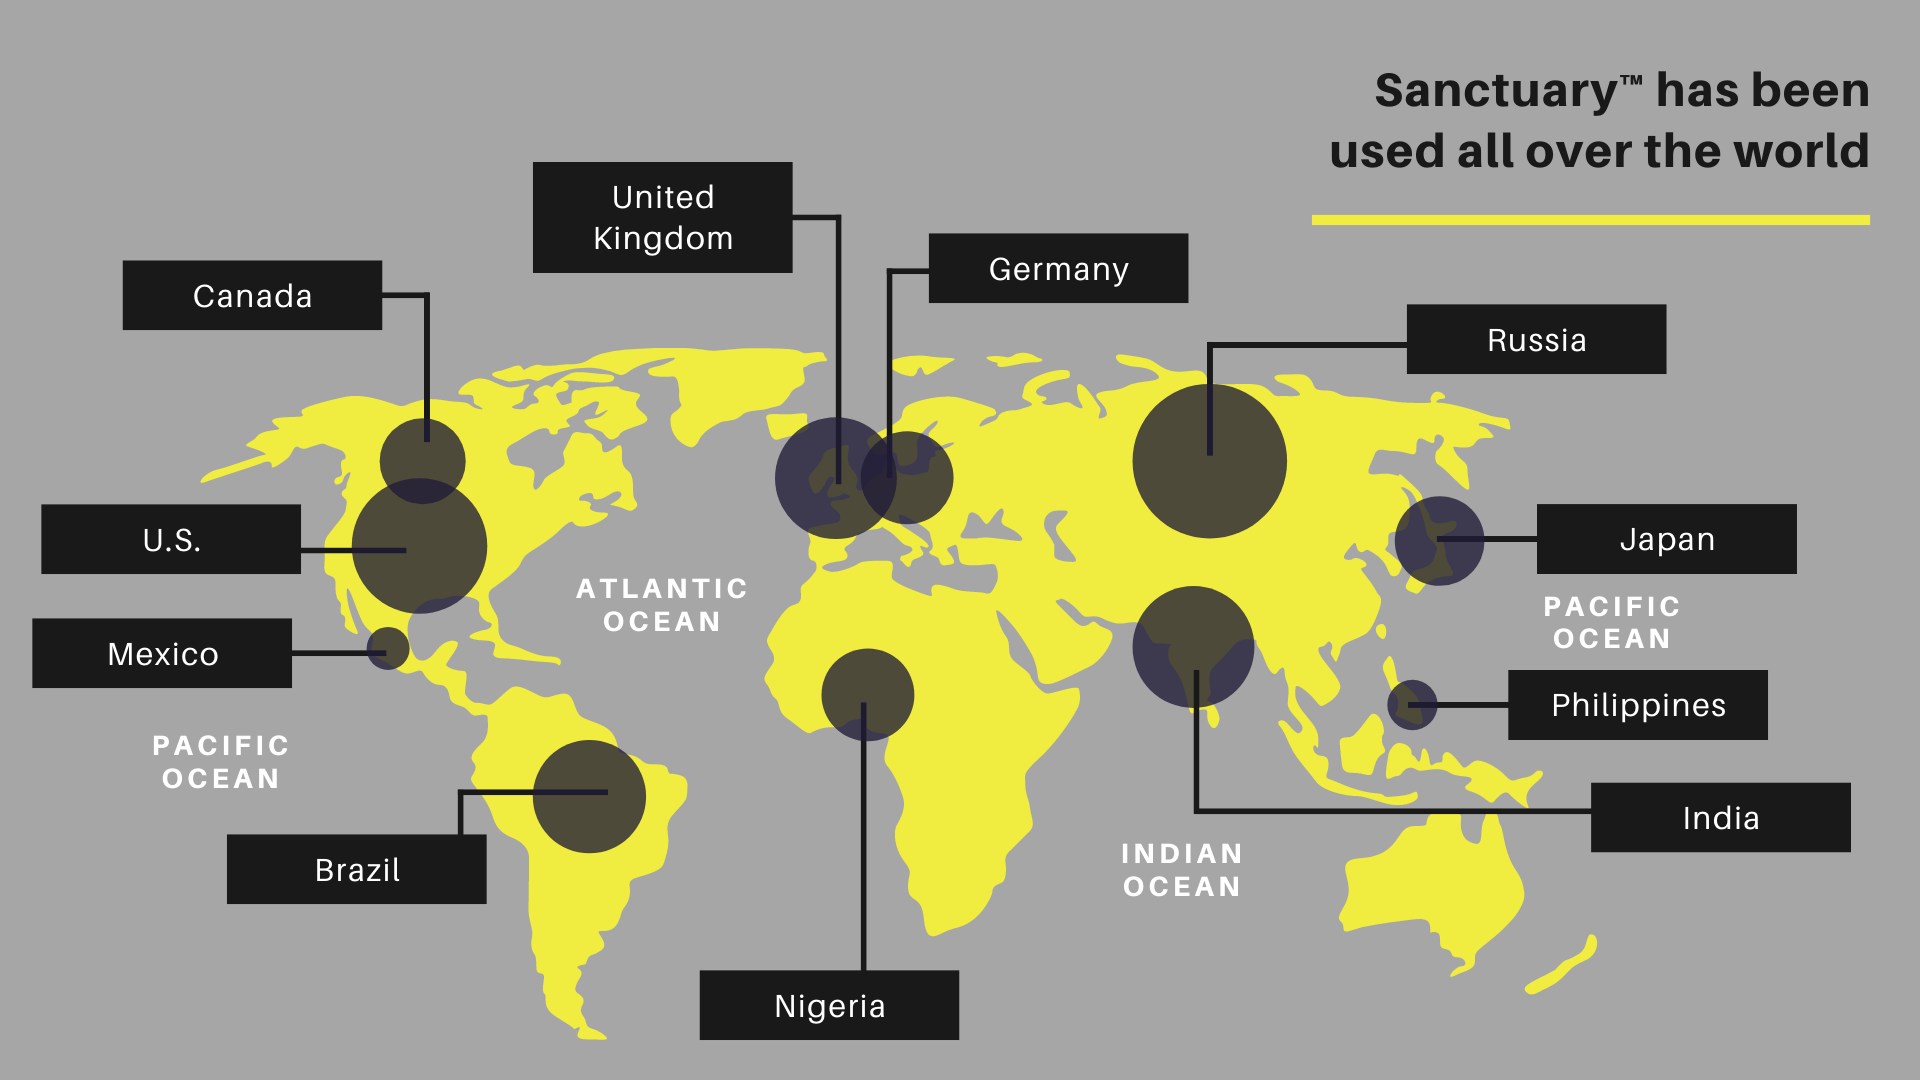 Sanctuary™ has been
used all over the world
United
Kingdom
Germany
Canada
Russia
U.S.
Japan
ATLANTIC
OCEAN
PACIFIC
OCEAN
Mexico
Philippines
PACIFIC
OCEAN
India
Brazil
INDIAN
OCEAN
Nigeria